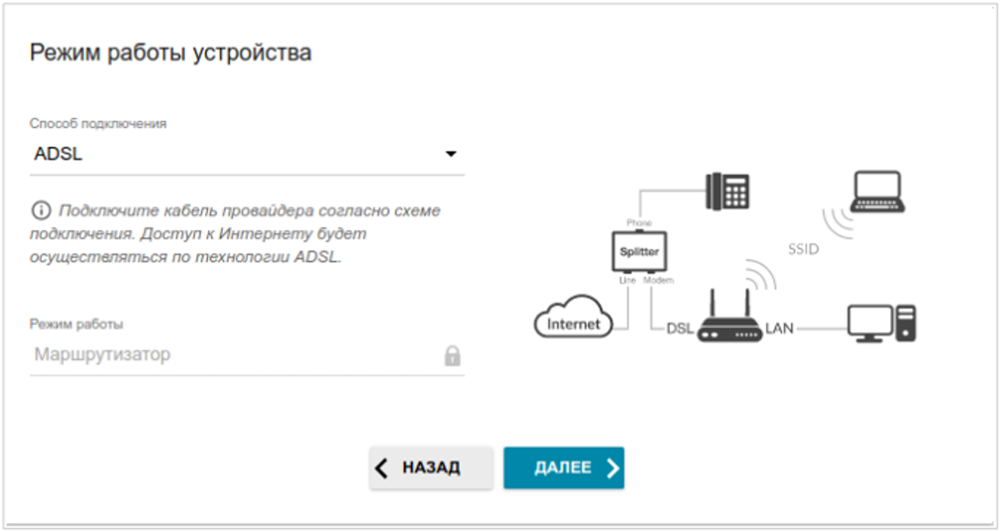 Режим работы устройства
Способ подключения
ADSL
Подключите кабель провайдера согласно схеме
подключения. Доступ к Интернету будет
осуществляться по технологии ADSL.
Режим работы
Маршрутизатор
Phone
Splitter
Line Modem
SSID
Internet
DSL LAN
НАЗАД
ДАЛЕЕ